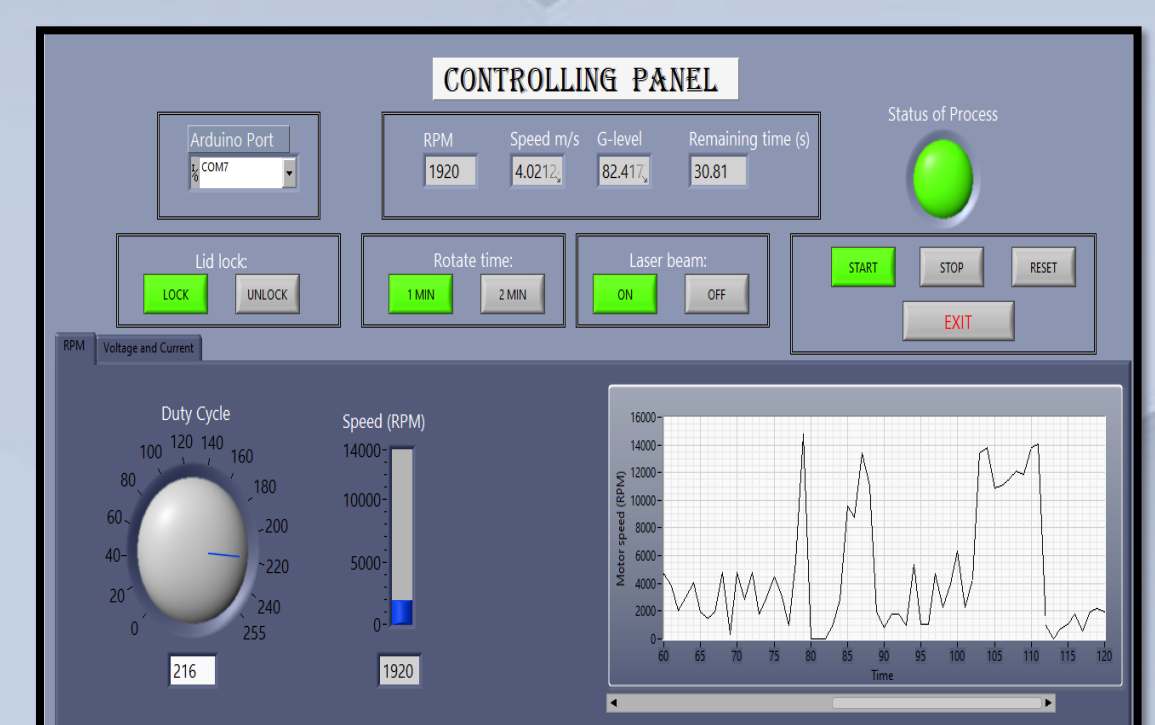 CONTROLLING PANEL
Status of Process
Arduino Port
COM7
RPM Speed m/s G-level Remaining time (s)
1920 4.0212 82.417 30.81
Lid lock:
LOCK UNLOCK
Rotate time:
1 MIN 2 MIN
Laser beam:
ON OFF
START STOP RESET
EXIT
RPM Voltage and Current
Duty Cycle
0 20 40 60 80 100 120 140 160 180 200 220 240 255
216
Speed (RPM)
14000
10000
5000
0
1920
Motor speed (RPM)
16000
14000
12000
10000
8000
6000
4000
2000
0
60 65 70 75 80 85 90 95 100 105 110 115 120
Time